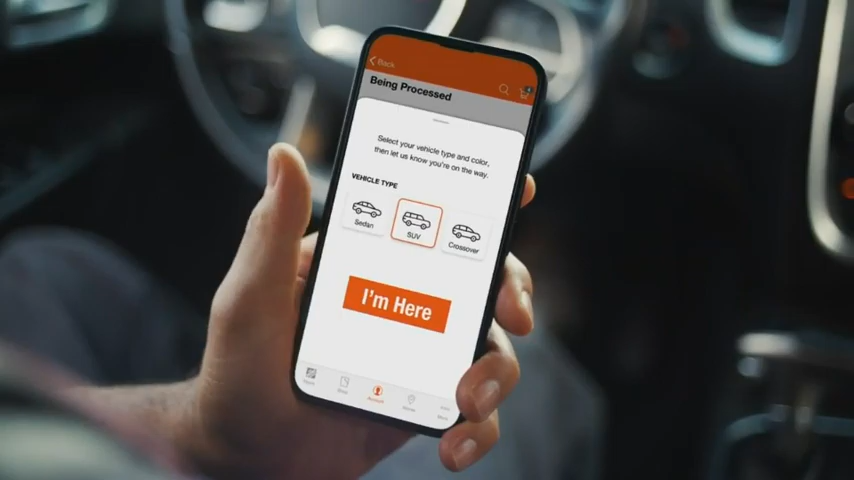 Back
Being Processed
Select your vehicle type and color,
then let us know you're on the way.
VEHICLE TYPE
Sedan
SUV
Crossover
I'm Here
Account